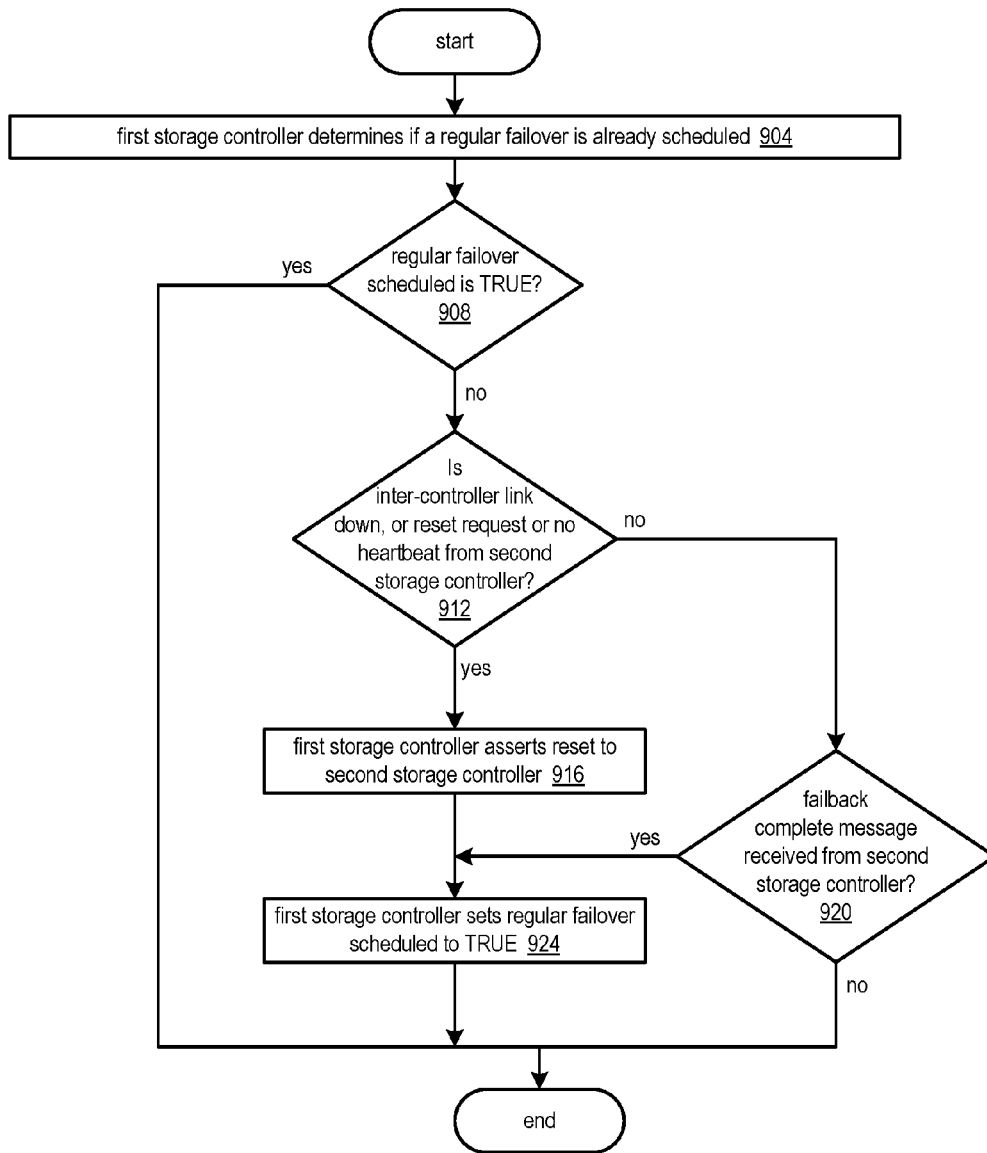 start
first storage controller determines if a regular failover is already scheduled 904
regular failover
scheduled is TRUE?
908
yes
no
Is
inter-controller link
down, or reset request or no
heartbeat from second
storage controller?
912
no
yes
first storage controller asserts reset to
second storage controller 916
failback
complete message
received from second
storage controller?
920
yes
no
first storage controller sets regular failover
scheduled to TRUE 924
end